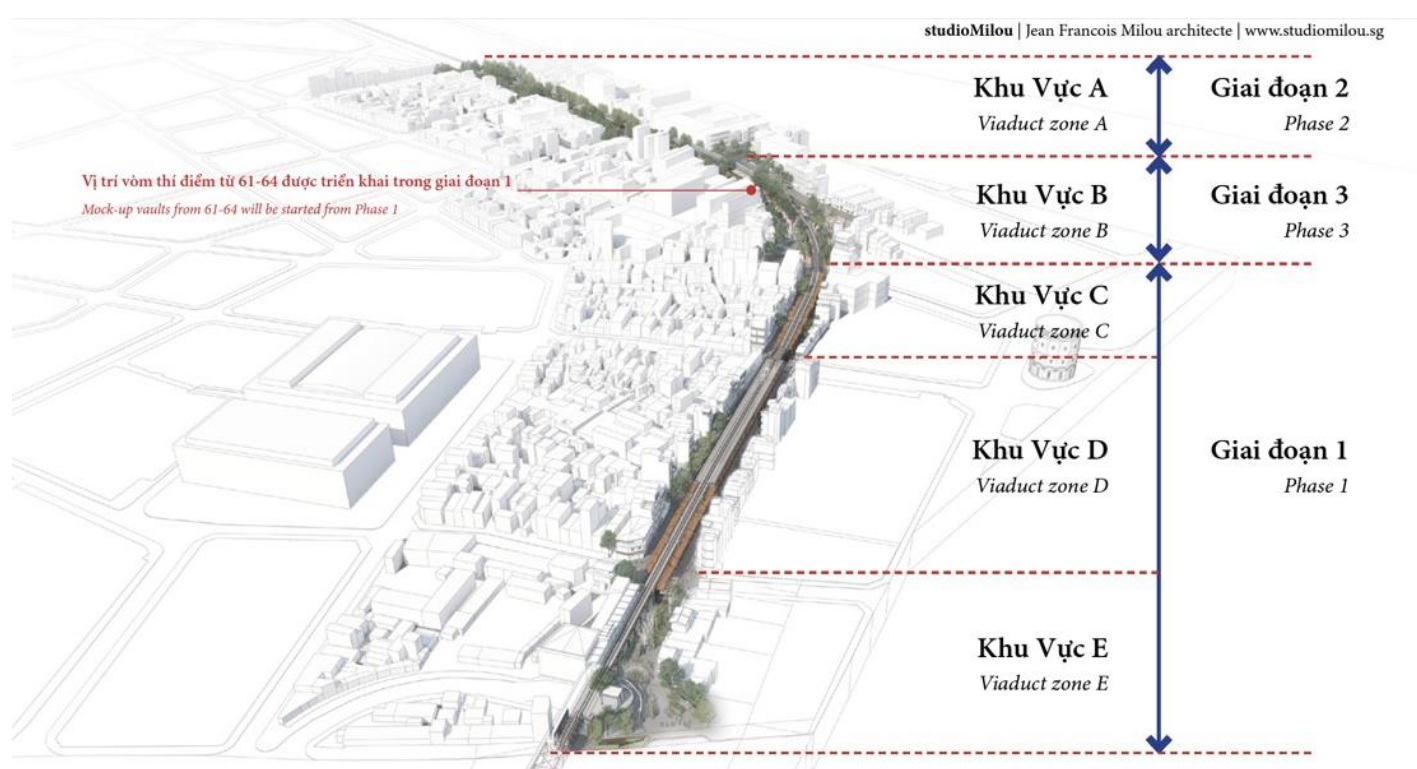 studioMilou | Jean Francois Milou architecte | www.studiomilou.sg
Khu Vực A
Viaduct zone A
Giai đoạn 2
Phase 2
Vị trí vòm thí điểm từ 61-64 được triển khai trong giai đoạn 1
Mock-up vaults from 61-64 will be started from Phase 1
Khu Vực B
Viaduct zone B
Giai đoạn 3
Phase 3
Khu Vực C
Viaduct zone C
Khu Vực D
Viaduct zone D
Giai đoạn 1
Phase 1
Khu Vực E
Viaduct zone E